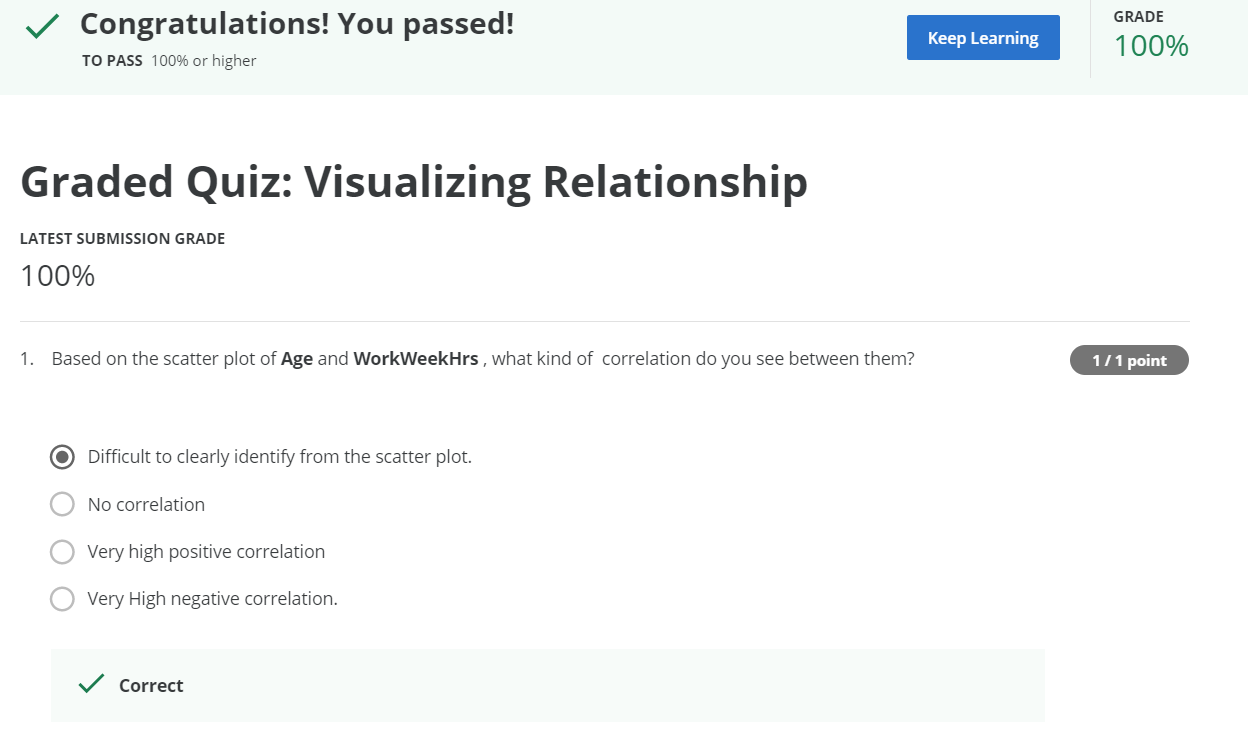 Congratulations! You passed!
TO PASS 100% or higher
Keep Learning
GRADE
100%
Graded Quiz: Visualizing Relationship
LATEST SUBMISSION GRADE
100%
1. Based on the scatter plot of Age and WorkWeekHrs , what kind of correlation do you see between them?
1 / 1 point
Difficult to clearly identify from the scatter plot.
No correlation
Very high positive correlation
Very High negative correlation.
Correct